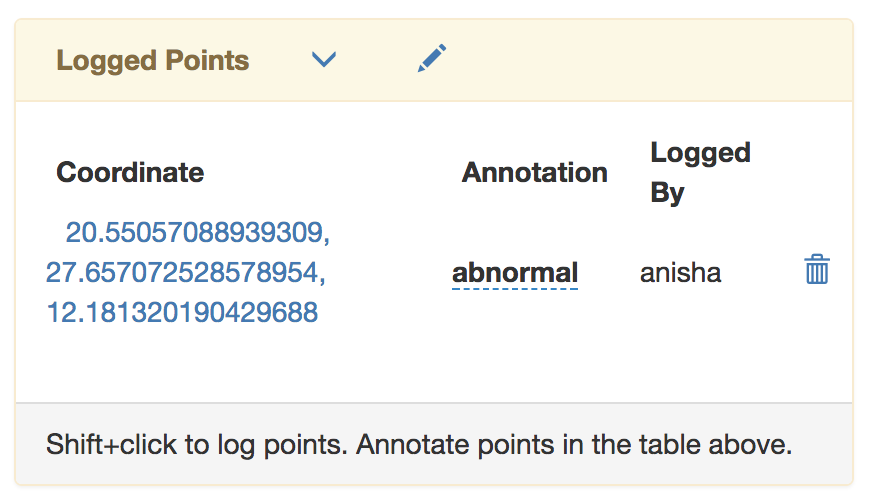 Logged Points
Coordinate Annotation Logged
By
20.55057088939309,
27.657072528578954, abnormal anisha
12.181320190429688
Shift+click to log points. Annotate points in the table above.